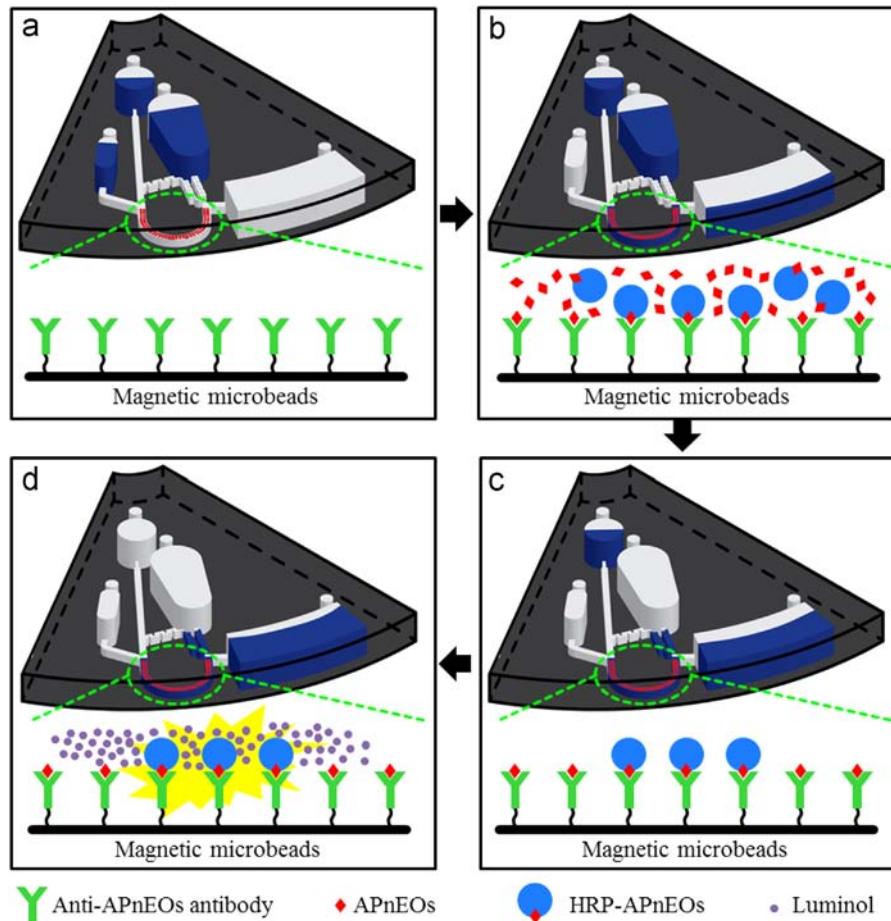 a
b
Magnetic microbeads
Magnetic microbeads
d
c
Magnetic microbeads
Magnetic microbeads
Anti-APnEOs antibody APnEOs HRP-APnEOs Luminol